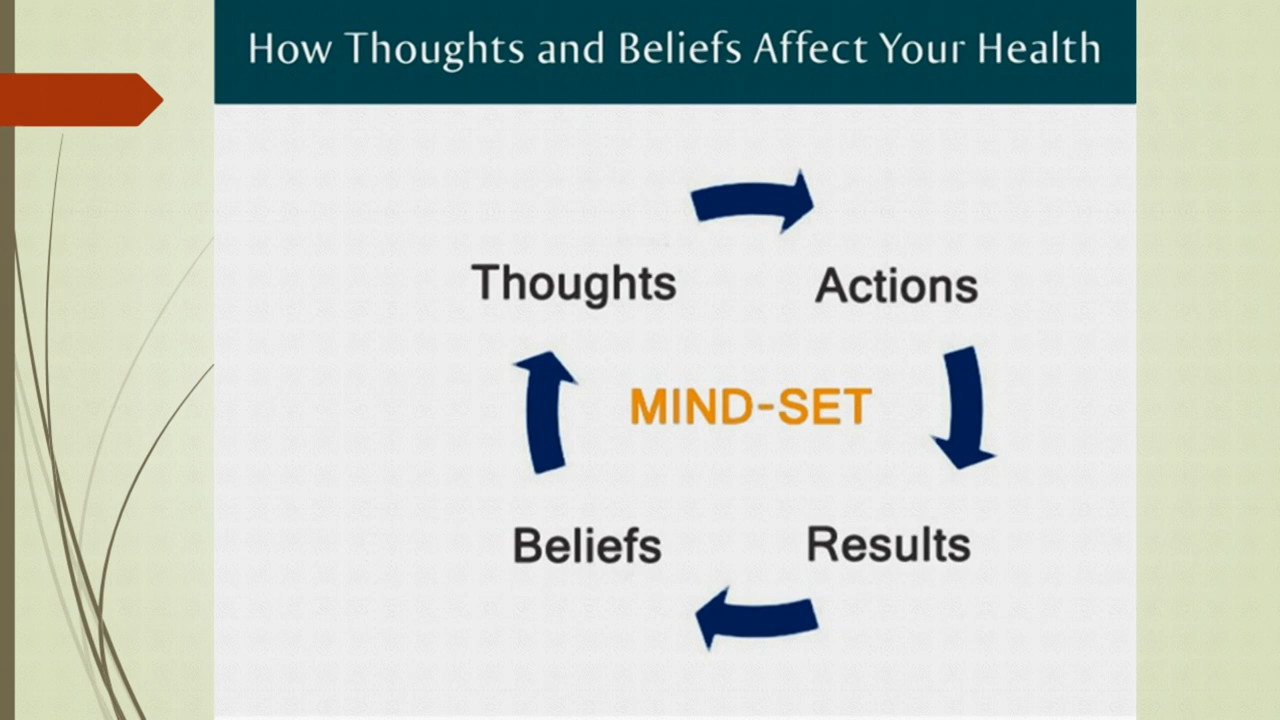 How Thoughts and Beliefs Affect Your Health
Thoughts
Actions
MIND-SET
Beliefs
Results